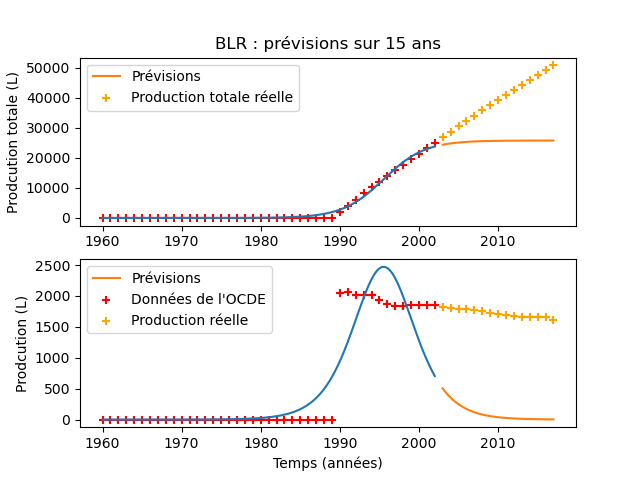 BLR : prévisions sur 15 ans
Prodcution totale (L)
50000
40000
30000
20000
10000
0
Prévisions
Production totale réelle
1960 1970 1980 1990 2000 2010
Prodcution (L)
2500
2000
1500
1000
500
0
Prévisions
Données de l'OCDE
Production réelle
1960 1970 1980 1990 2000 2010
Temps (années)